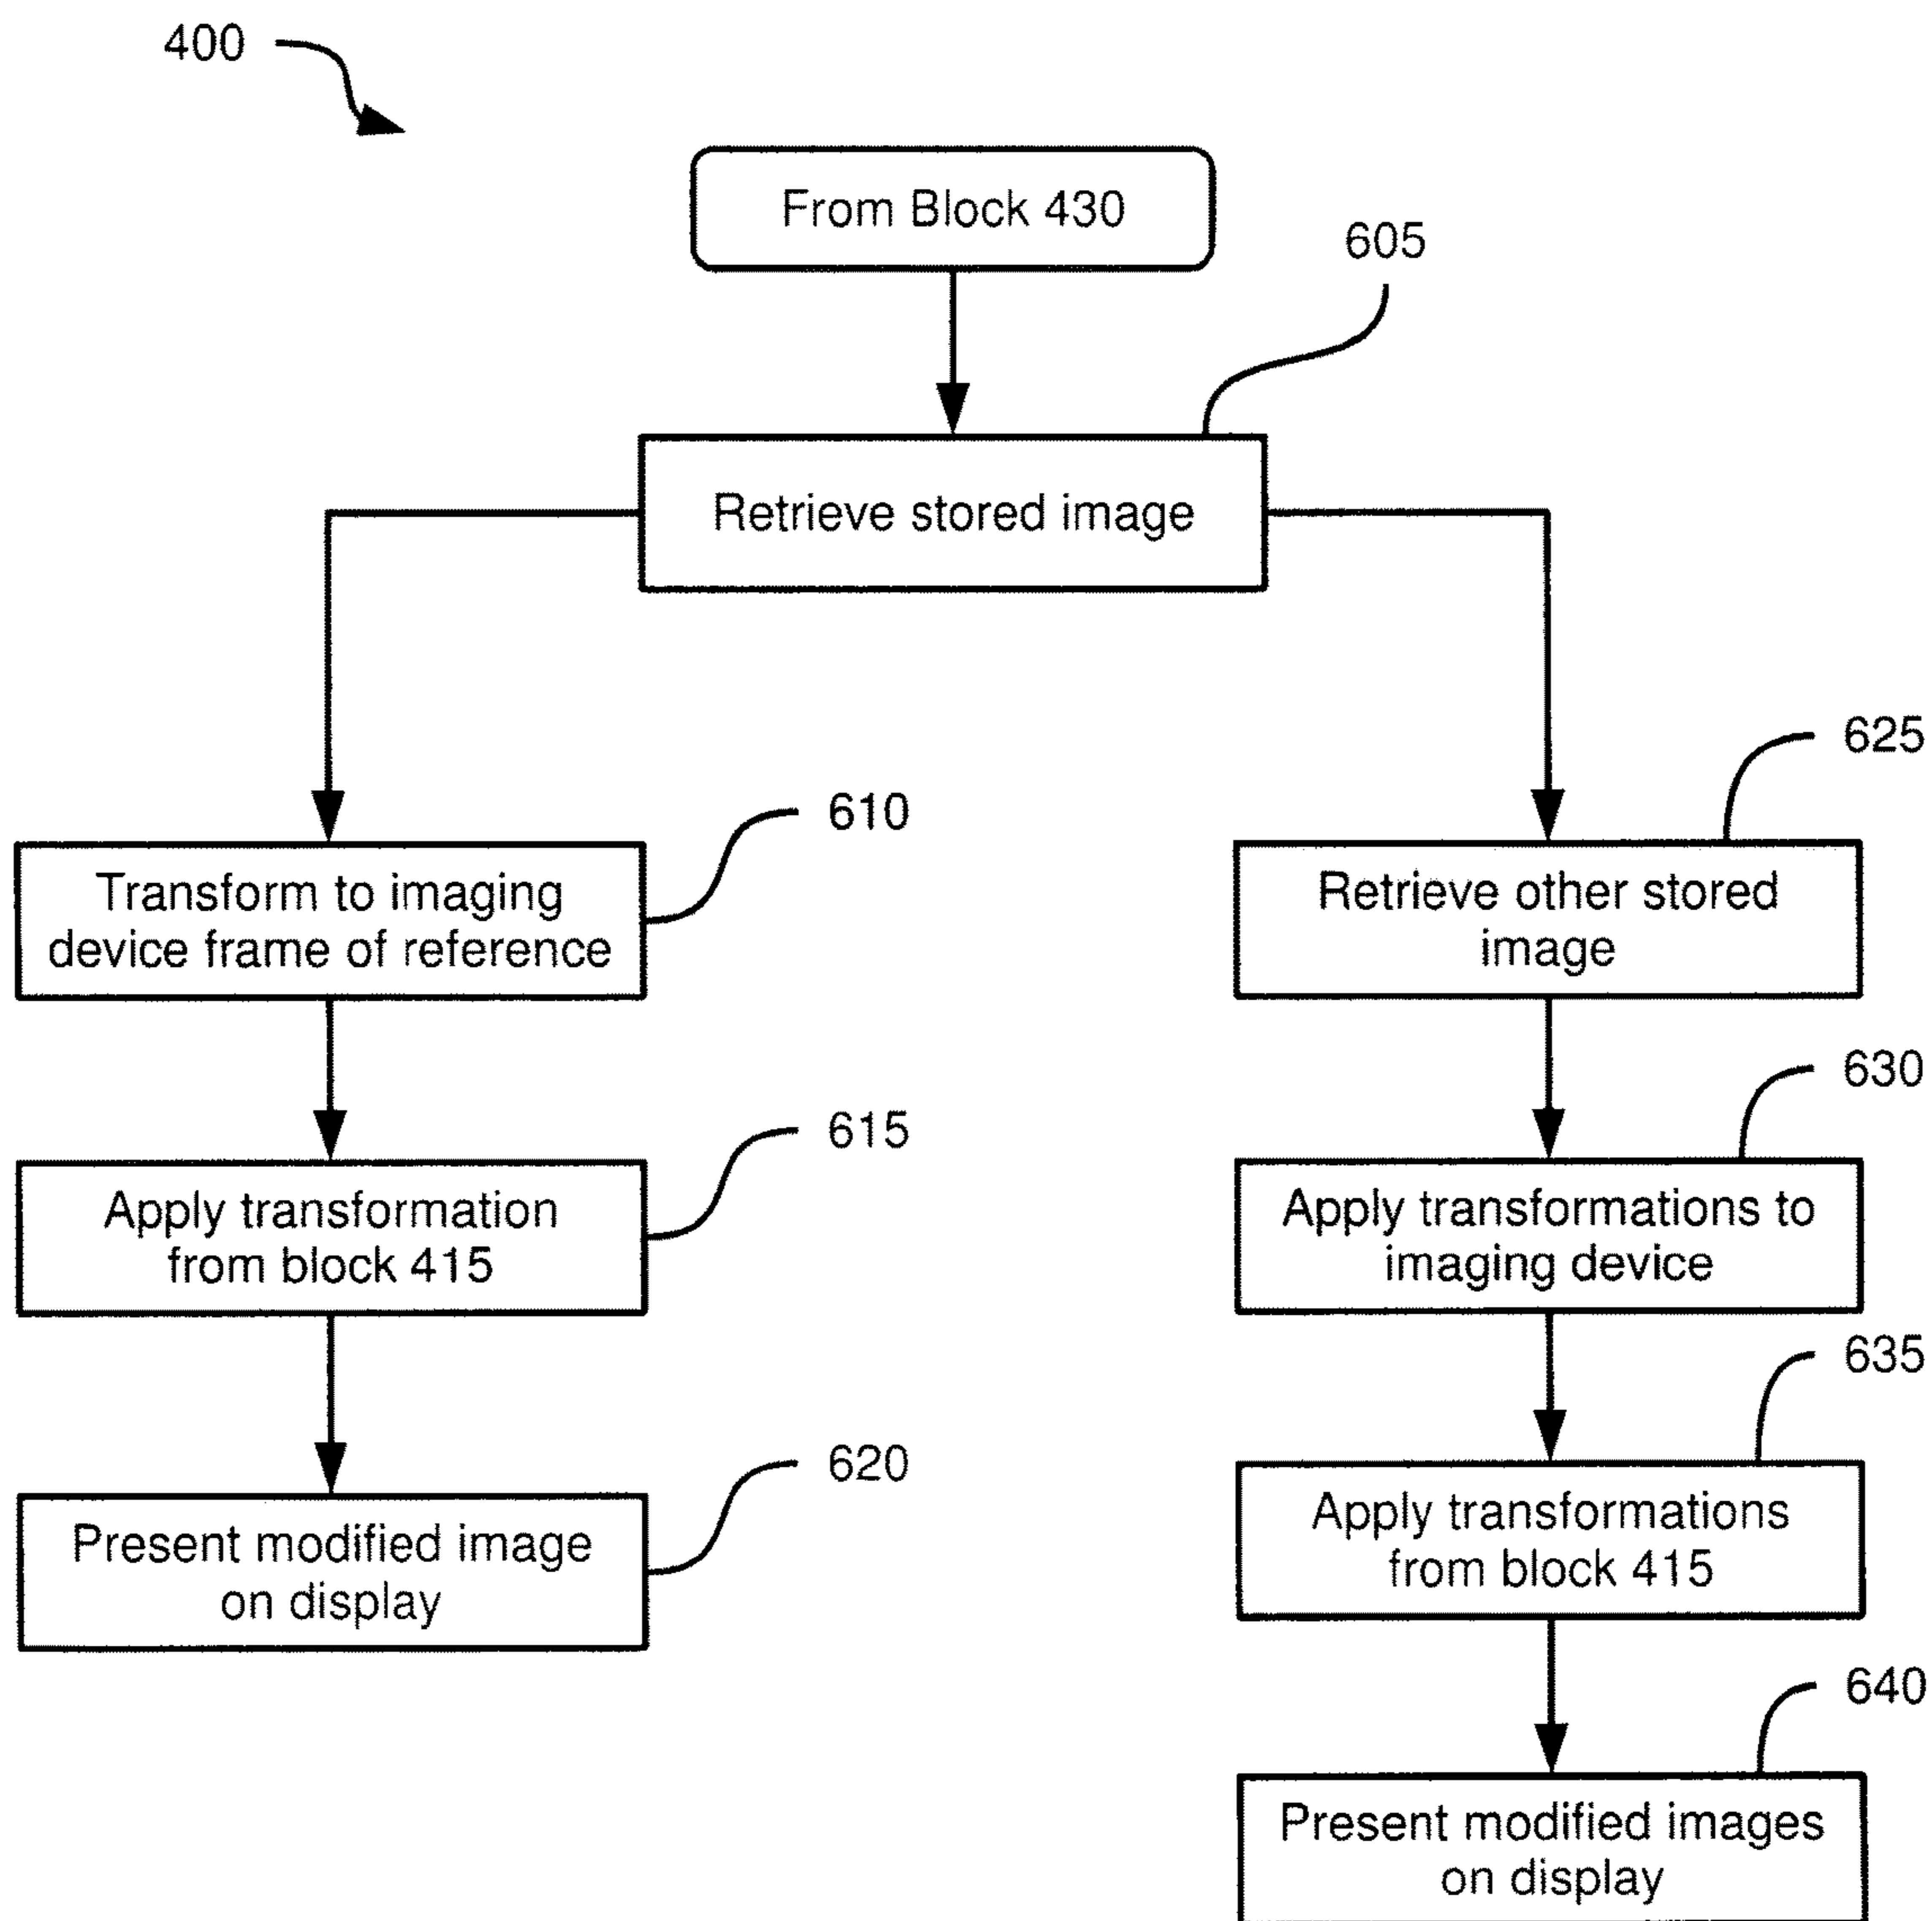 400
From Block 430
605
Retrieve stored image
610
Transform to imaging
device frame of reference
615
Apply transformation
from block 415
620
Present modified image
on display
625
Retrieve other stored
image
630
Apply transformations to
imaging device
635
Apply transformations
from block 415
640
Present modified images
on display